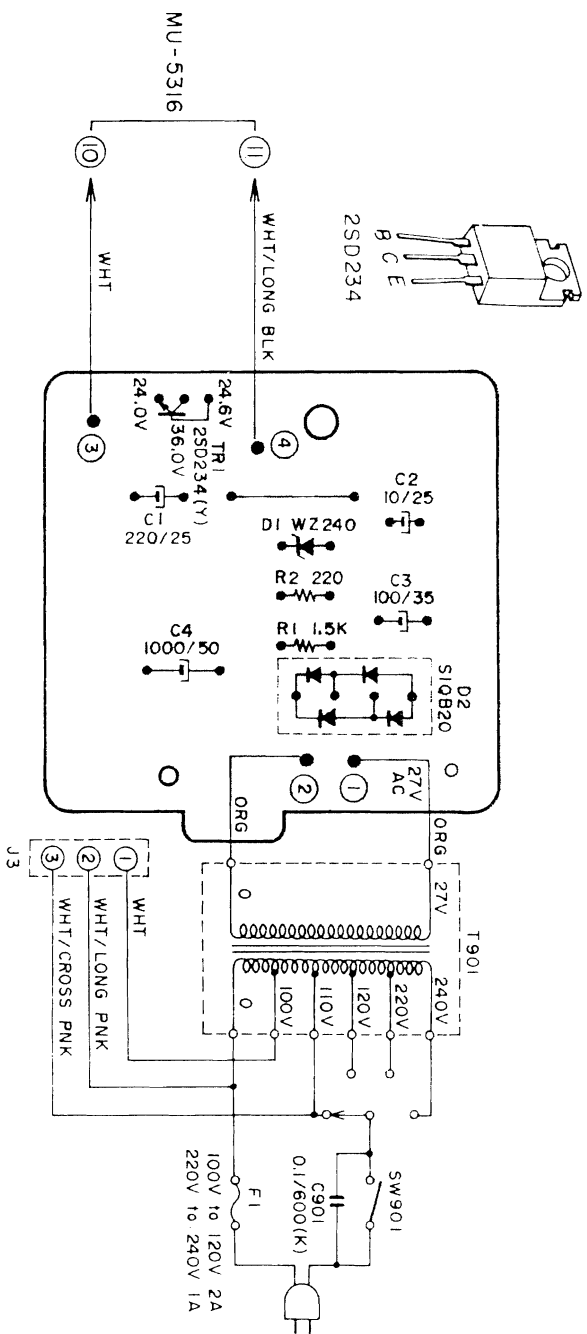 MU-5316
10
11
WHT
WHT/LONG BLK
2SD234
B
C
E
3
4
24.0V
36.0V
24.6V
TR1
2SD234(Y)
C1
220/25
C2
10/25
D1 WZ240
R2 220
C3
100/35
R1 1.5K
C4
1000/50
D2
S1QB20
2
1
27V
AC
ORG
ORG
J3
3
2
1
WHT
WHT/LONG PNK
WHT/CROSS PNK
T901
0
27V
0
100V
110V
120V
220V
240V
SW901
C901
0.1/600(K)
F1
100V to 120V 2A
220V to 240V 1A